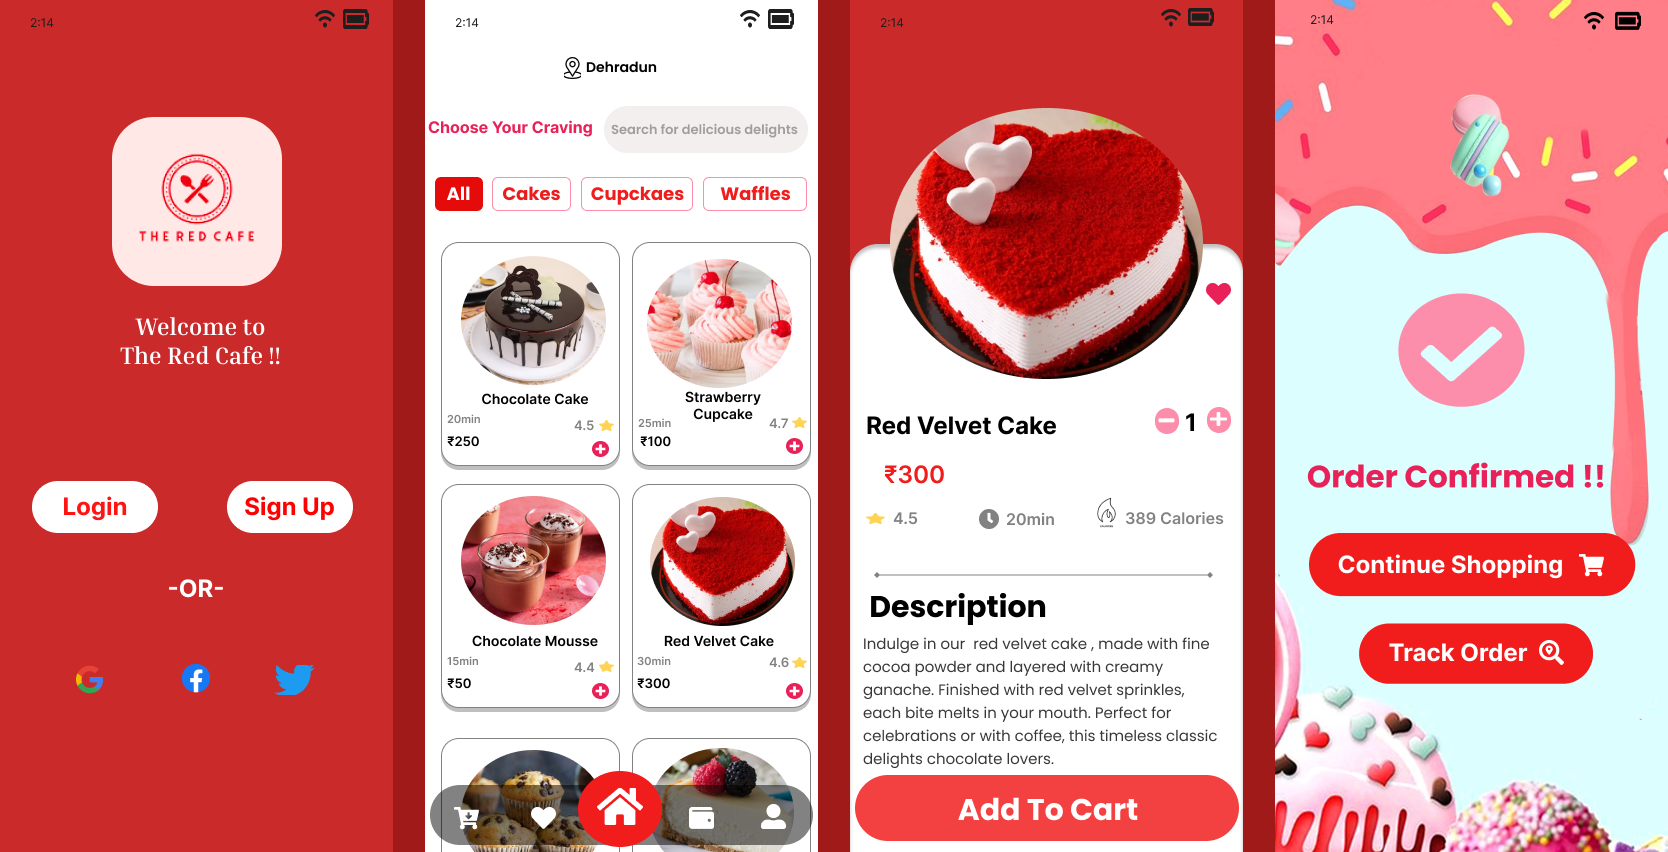 2:14
THE RED CAFE
Welcome to
The Red Cafe !!
Login
Sign Up
-OR-
2:14
Dehradun
Choose Your Craving
Search for delicious delights
All
Cakes
Cupckaes
Waffles
Chocolate Cake
20min
4.5
₹250
Strawberry
Cupcake
25min
4.7
₹100
Chocolate Mousse
15min
4.4
₹50
Red Velvet Cake
30min
4.6
₹300
2:14
Red Velvet Cake
1
₹300
4.5
20min
389 Calories
Description
Indulge in our  red velvet cake , made with fine
cocoa powder and layered with creamy
ganache. Finished with red velvet sprinkles,
each bite melts in your mouth. Perfect for
celebrations or with coffee, this timeless classic
delights chocolate lovers.
Add To Cart
2:14
Order Confirmed !!
Continue Shopping
Track Order